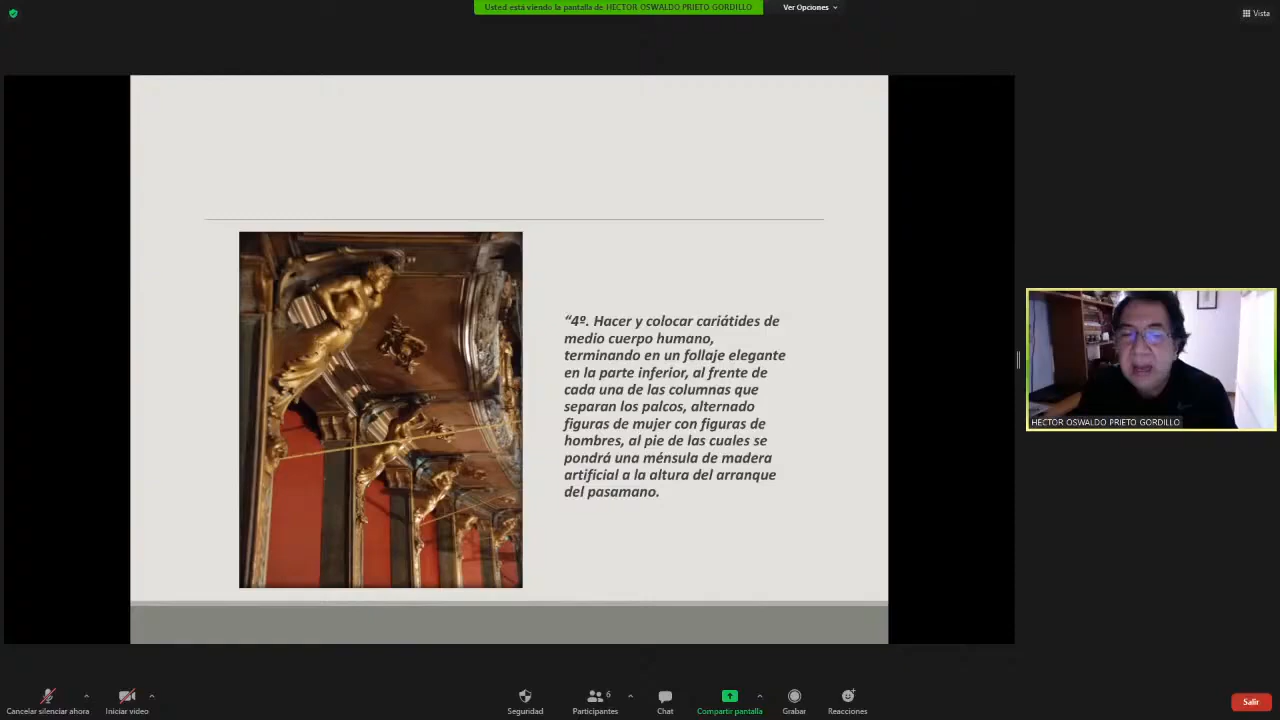 Usted está viendo la pantalla de HECTOR OSWALDO PRIETO GORDILLO
Ver Opciones
Vista
“4º. Hacer y colocar cariátides de
medio cuerpo humano,
terminando en un follaje elegante
en la parte inferior, al frente de
cada una de las columnas que
separan los palcos, alternado
figuras de mujer con figuras de
hombres, al pie de las cuales se
pondrá una ménsula de madera
artificial a la altura del arranque
del pasamano.
HECTOR OSWALDO PRIETO GORDILLO
Cancelar silenciar ahora
Iniciar video
Seguridad
6
Participantes
Chat
Compartir pantalla
Grabar
Reacciones
Salir